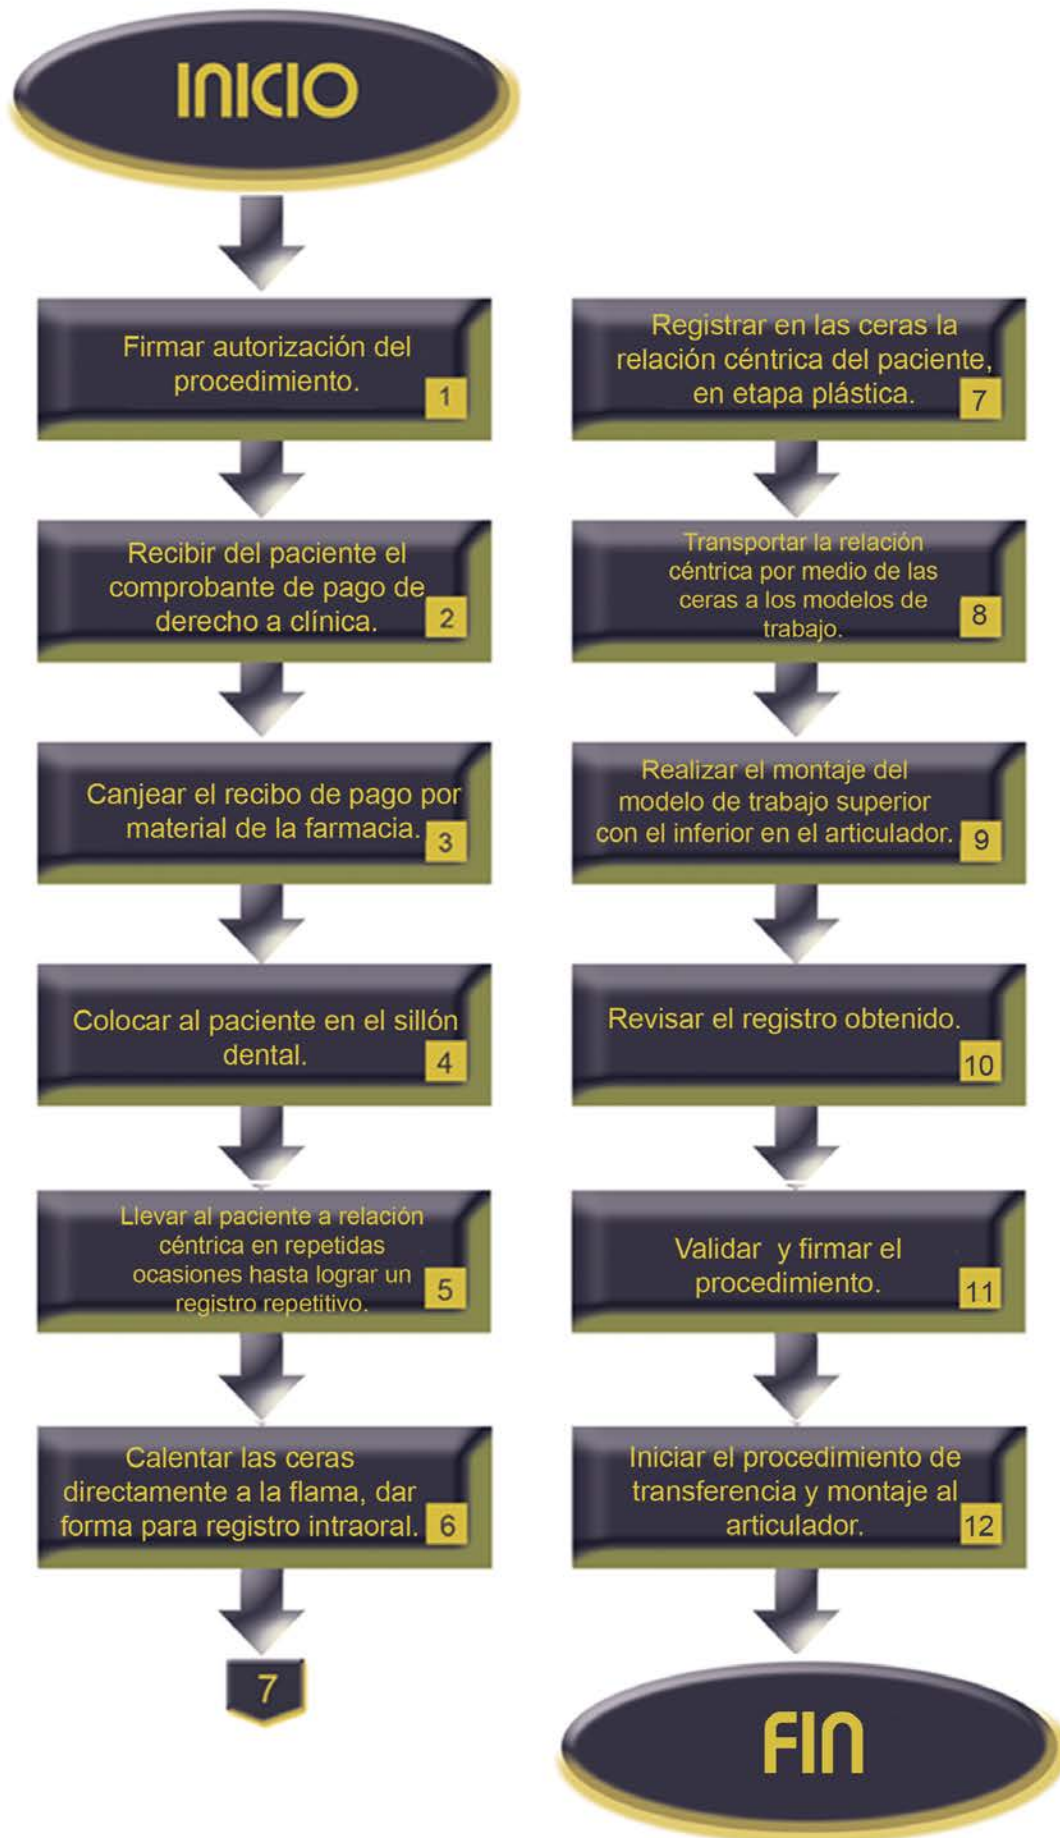 INICIO
Firmar autorización del
procedimiento.
1
Recibir del paciente el
comprobante de pago de
derecho a clínica.
2
Canjear el recibo de pago por
material de la farmacia.
3
Colocar al paciente en el sillón
dental.
4
Llevar al paciente a relación
céntrica en repetidas
ocasiones hasta lograr un
registro repetitivo.
5
Calentar las ceras
directamente a la flama, dar
forma para registro intraoral.
6
7
Registrar en las ceras la
relación céntrica del paciente,
en etapa plástica.
7
Transportar la relación
céntrica por medio de las
ceras a los modelos de
trabajo.
8
Realizar el montaje del
modelo de trabajo superior
con el inferior en el articulador.
9
Revisar el registro obtenido.
10
Validar y firmar el
procedimiento.
11
Iniciar el procedimiento de
transferencia y montaje al
articulador.
12
FIN